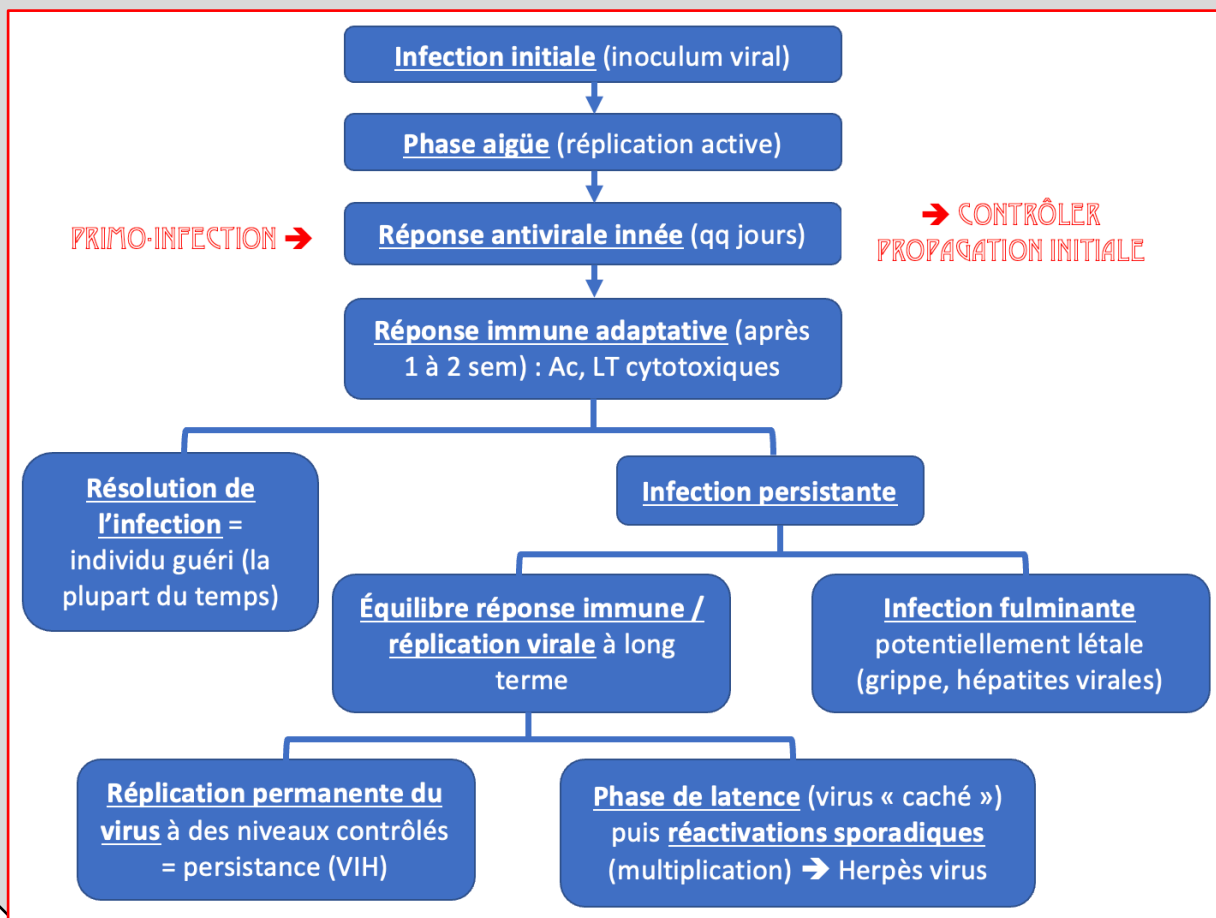 Infection initiale (inoculum viral)
Phase aigüe (réplication active)
PRIMO-INFECTION ➔
Réponse antivirale innée (qq jours)
➔ CONTRÔLER
PROPAGATION INITIALE
Réponse immune adaptative (après
1 à 2 sem) : Ac, LT cytotoxiques
Résolution de
l’infection =
individu guéri (la
plupart du temps)
Infection persistante
Équilibre réponse immune /
réplication virale à long
terme
Infection fulminante
potentiellement létale
(grippe, hépatites virales)
Réplication permanente du
virus à des niveaux contrôlés
= persistance (VIH)
Phase de latence (virus « caché »)
puis réactivations sporadiques
(multiplication) ➔ Herpès virus